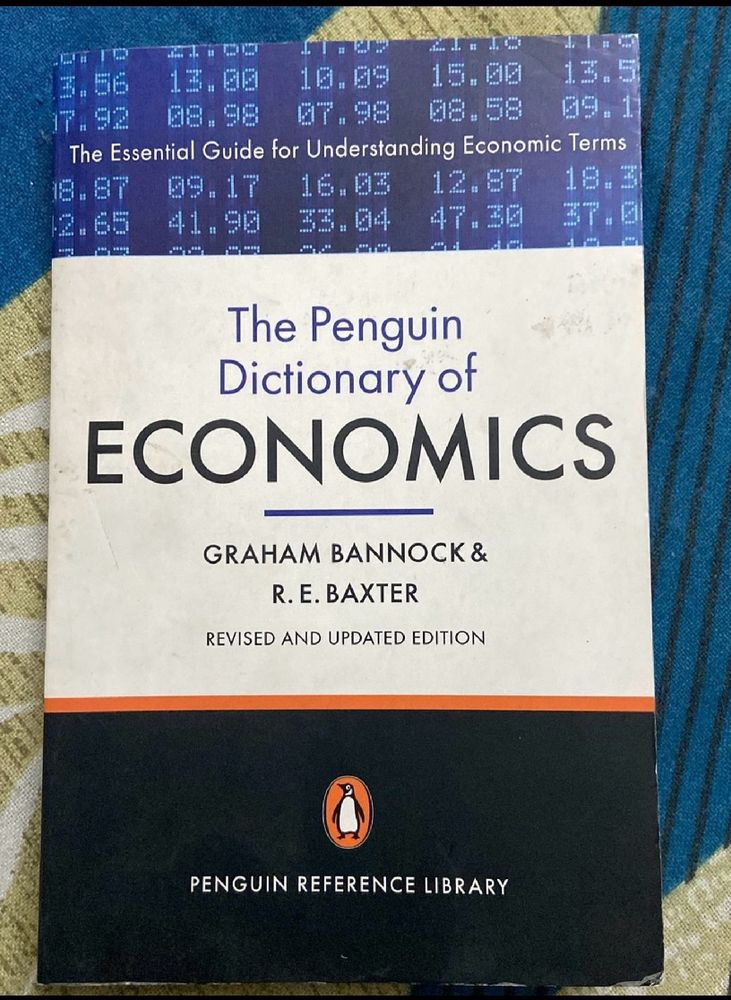 3.56 13.00 10.09 15.00 13.5
7.92 08.98 07.98 08.58 09.1
The Essential Guide for Understanding Economic Terms
8.87 09.17 16.03 12.87 18.3
2.65 41.90 33.04 47.30 37.0
The Penguin
Dictionary of
ECONOMICS
GRAHAM BANNOCK &
R. E. BAXTER
REVISED AND UPDATED EDITION
PENGUIN REFERENCE LIBRARY